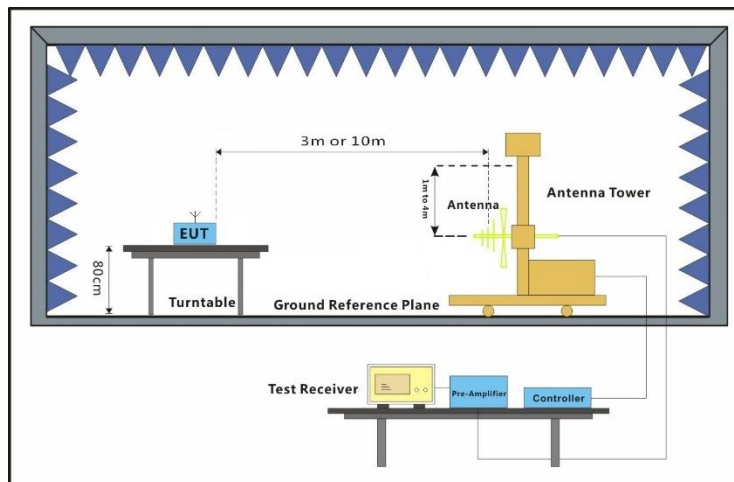 3m or 10m
1m to 4m
Antenna
Antenna Tower
EUT
80cm
Turntable
Ground Reference Plane
Test Receiver
Pre-Amplifier
Controller